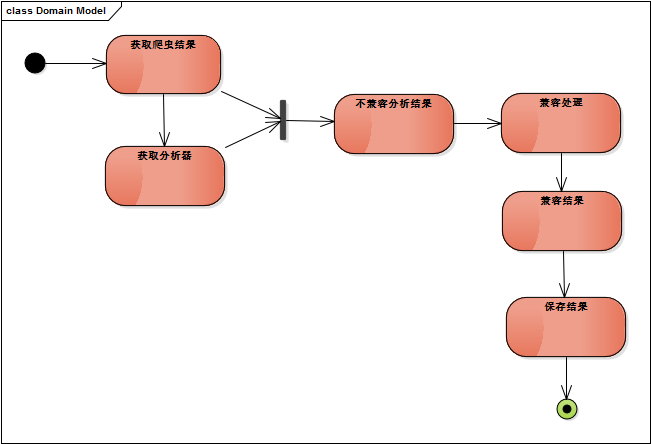 class Domain Model
获取爬虫结果
获取分析器
不兼容分析结果
兼容处理
兼容结果
保存结果